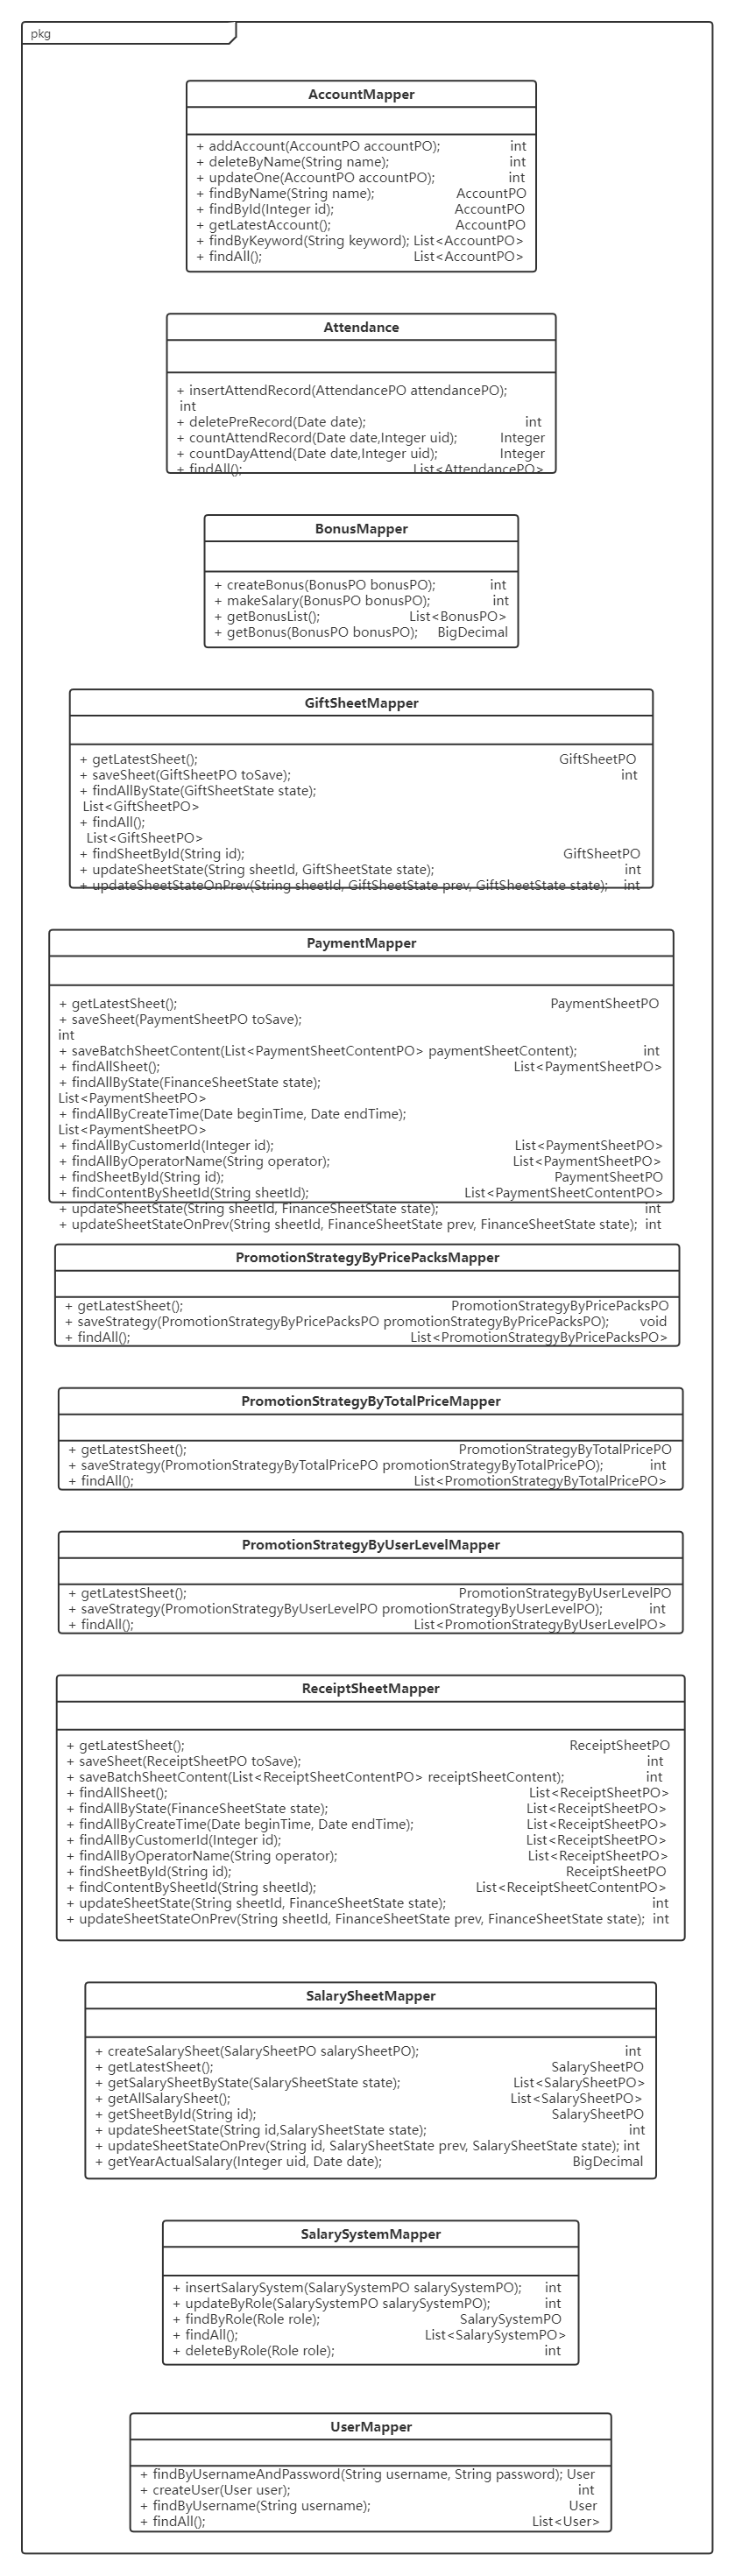 pkg
AccountMapper
+ addAccount(AccountPO accountPO); int
+ deleteByName(String name); int
+ updateOne(AccountPO accountPO); int
+ findByName(String name); AccountPO
+ findById(Integer id); AccountPO
+ getLatestAccount(); AccountPO
+ findByKeyword(String keyword); List<AccountPO>
+ findAll(); List<AccountPO>
Attendance
+ insertAttendRecord(AttendancePO attendancePO);
int
+ deletePreRecord(Date date); int
+ countAttendRecord(Date date,Integer uid); Integer
+ countDayAttend(Date date,Integer uid); Integer
+ findAll(); List<AttendancePO>
BonusMapper
+ createBonus(BonusPO bonusPO); int
+ makeSalary(BonusPO bonusPO); int
+ getBonusList(); List<BonusPO>
+ getBonus(BonusPO bonusPO); BigDecimal
GiftSheetMapper
+ getLatestSheet(); GiftSheetPO
+ saveSheet(GiftSheetPO toSave); int
+ findAllByState(GiftSheetState state);
List<GiftSheetPO>
+ findAll();
List<GiftSheetPO>
+ findSheetById(String id); GiftSheetPO
+ updateSheetState(String sheetId, GiftSheetState state); int
+ updateSheetStateOnPrev(String sheetId, GiftSheetState prev, GiftSheetState state); int
PaymentMapper
+ getLatestSheet(); PaymentSheetPO
+ saveSheet(PaymentSheetPO toSave);
int
+ saveBatchSheetContent(List<PaymentSheetContentPO> paymentSheetContent); int
+ findAllSheet(); List<PaymentSheetPO>
+ findAllByState(FinanceSheetState state);
List<PaymentSheetPO>
+ findAllByCreateTime(Date beginTime, Date endTime);
List<PaymentSheetPO>
+ findAllByCustomerId(Integer id); List<PaymentSheetPO>
+ findAllByOperatorName(String operator); List<PaymentSheetPO>
+ findSheetById(String id); PaymentSheetPO
+ findContentBySheetId(String sheetId); List<PaymentSheetContentPO>
+ updateSheetState(String sheetId, FinanceSheetState state); int
+ updateSheetStateOnPrev(String sheetId, FinanceSheetState prev, FinanceSheetState state); int
PromotionStrategyByPricePacksMapper
+ getLatestSheet(); PromotionStrategyByPricePacksPO
+ saveStrategy(PromotionStrategyByPricePacksPO promotionStrategyByPricePacksPO); void
+ findAll(); List<PromotionStrategyByPricePacksPO>
PromotionStrategyByTotalPriceMapper
+ getLatestSheet(); PromotionStrategyByTotalPricePO
+ saveStrategy(PromotionStrategyByTotalPricePO promotionStrategyByTotalPricePO); int
+ findAll(); List<PromotionStrategyByTotalPricePO>
PromotionStrategyByUserLevelMapper
+ getLatestSheet(); PromotionStrategyByUserLevelPO
+ saveStrategy(PromotionStrategyByUserLevelPO promotionStrategyByUserLevelPO); int
+ findAll(); List<PromotionStrategyByUserLevelPO>
ReceiptSheetMapper
+ getLatestSheet(); ReceiptSheetPO
+ saveSheet(ReceiptSheetPO toSave); int
+ saveBatchSheetContent(List<ReceiptSheetContentPO> receiptSheetContent); int
+ findAllSheet(); List<ReceiptSheetPO>
+ findAllByState(FinanceSheetState state); List<ReceiptSheetPO>
+ findAllByCreateTime(Date beginTime, Date endTime); List<ReceiptSheetPO>
+ findAllByCustomerId(Integer id); List<ReceiptSheetPO>
+ findAllByOperatorName(String operator); List<ReceiptSheetPO>
+ findSheetById(String id); ReceiptSheetPO
+ findContentBySheetId(String sheetId); List<ReceiptSheetContentPO>
+ updateSheetState(String sheetId, FinanceSheetState state); int
+ updateSheetStateOnPrev(String sheetId, FinanceSheetState prev, FinanceSheetState state); int
SalarySheetMapper
+ createSalarySheet(SalarySheetPO salarySheetPO); int
+ getLatestSheet(); SalarySheetPO
+ getSalarySheetByState(SalarySheetState state); List<SalarySheetPO>
+ getAllSalarySheet(); List<SalarySheetPO>
+ getSheetById(String id); SalarySheetPO
+ updateSheetState(String id,SalarySheetState state); int
+ updateSheetStateOnPrev(String id, SalarySheetState prev, SalarySheetState state); int
+ getYearActualSalary(Integer uid, Date date); BigDecimal
SalarySystemMapper
+ insertSalarySystem(SalarySystemPO salarySystemPO); int
+ updateByRole(SalarySystemPO salarySystemPO); int
+ findByRole(Role role); SalarySystemPO
+ findAll(); List<SalarySystemPO>
+ deleteByRole(Role role); int
UserMapper
+ findByUsernameAndPassword(String username, String password); User
+ createUser(User user); int
+ findByUsername(String username); User
+ findAll(); List<User>